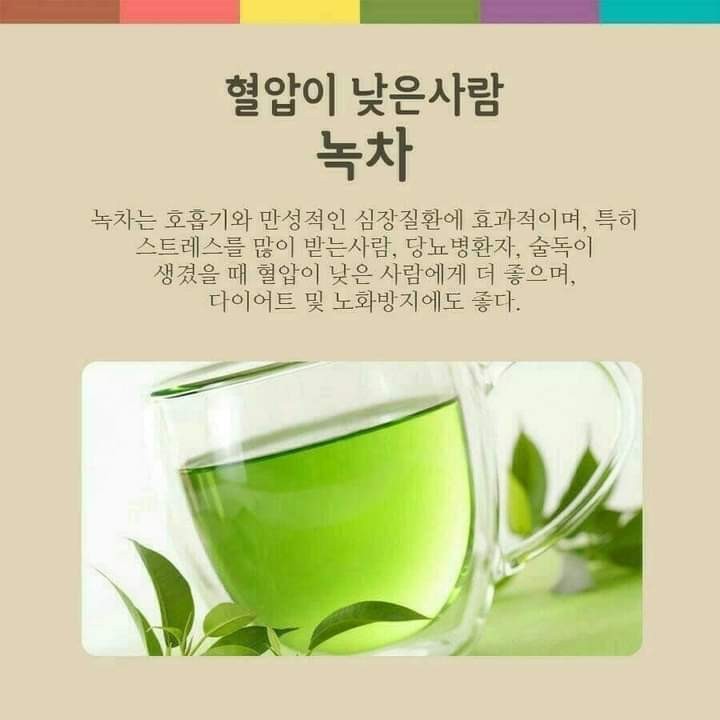 혈압이 낮은사람
녹차
녹차는 호흡기와 만성적인 심장질환에 효과적이며, 특히
스트레스를 많이 받는사람, 당뇨병환자, 술독이
생겼을 때 혈압이 낮은 사람에게 더 좋으며,
다이어트 및 노화방지에도 좋다.